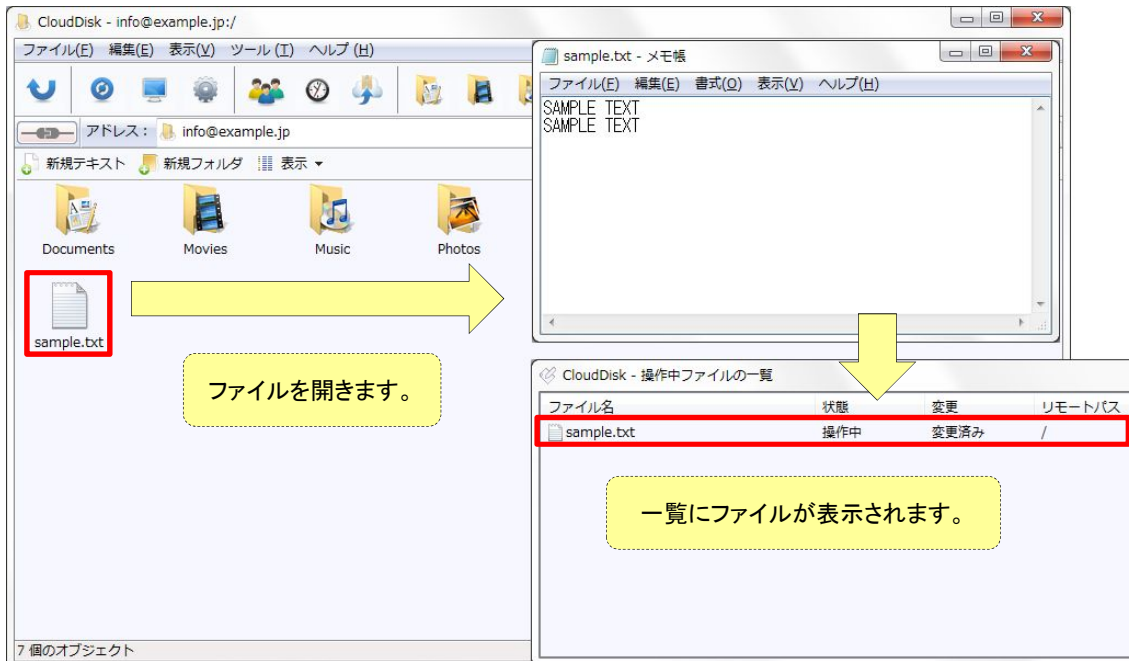 CloudDisk - info@example.jp:/
ファイル(F) 編集(E) 表示(V) ツール(T) ヘルプ(H)
アドレス: info@example.jp
新規テキスト 新規フォルダ 表示
Documents Movies Music Photos
sample.txt
ファイルを開きます。
7 個のオブジェクト
sample.txt - メモ帳
ファイル(F) 編集(E) 書式(O) 表示(V) ヘルプ(H)
SAMPLE TEXT
SAMPLE TEXT
CloudDisk - 操作中ファイルの一覧
ファイル名 状態 変更 リモートパス
sample.txt 操作中 変更済み /
一覧にファイルが表示されます。